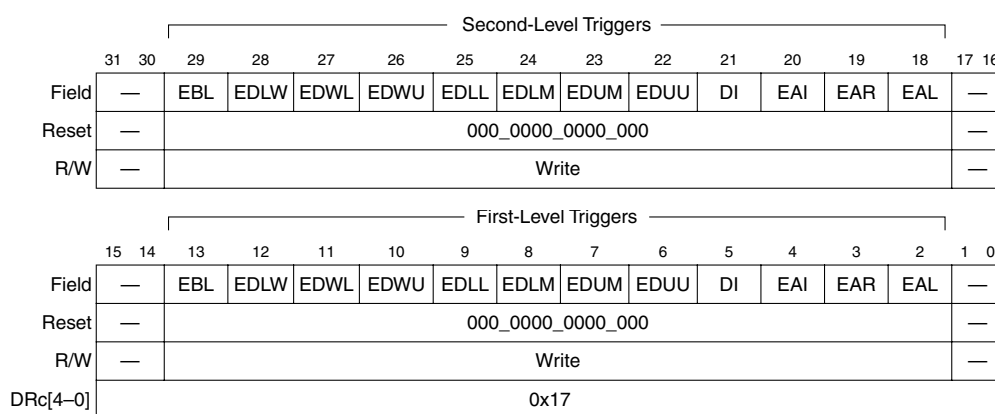 Second-Level Triggers
31 30 29 28 27 26 25 24 23 22 21 20 19 18 17 16
Field — EBL EDLW EDWL EDWU EDLL EDLM EDUM EDUU DI EAI EAR EAL —
Reset — 000_0000_0000_000 —
R/W — Write —
First-Level Triggers
15 14 13 12 11 10 9 8 7 6 5 4 3 2 1 0
Field — EBL EDLW EDWL EDWU EDLL EDLM EDUM EDUU DI EAI EAR EAL —
Reset — 000_0000_0000_000 —
R/W — Write —
DRc[4–0] 0x17